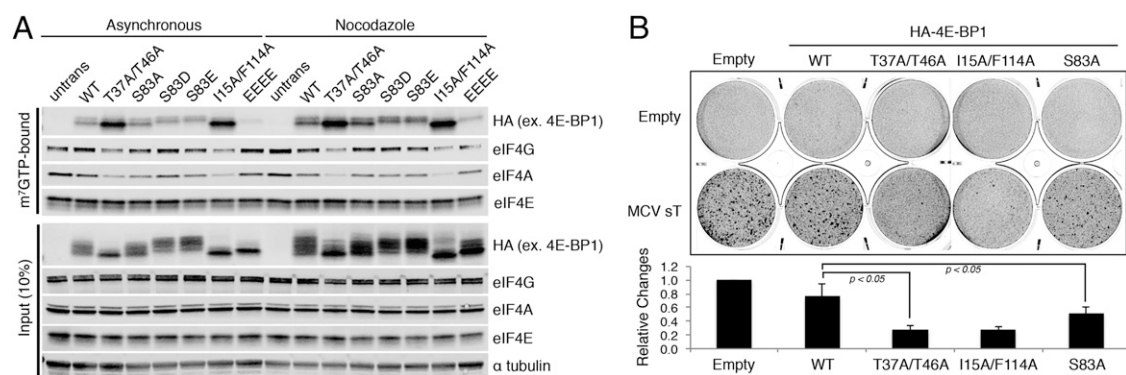 A
Asynchronous
Nocodazole
untrans
WT
T37A/T46A
S83A
S83D
S83E
I15A/F114A
EEEE
untrans
WT
T37A/T46A
S83A
S83D
S83E
I15A/F114A
EEEE
m⁷GTP-bound
HA (ex. 4E-BP1)
eIF4G
eIF4A
eIF4E
Input (10%)
HA (ex. 4E-BP1)
eIF4G
eIF4A
eIF4E
α tubulin
B
HA-4E-BP1
Empty
WT
T37A/T46A
I15A/F114A
S83A
Empty
MCV sT
Relative Changes
1.2
1.0
0.8
0.6
0.4
0.2
0.0
p < 0.05
p < 0.05
Empty
WT
T37A/T46A
I15A/F114A
S83A